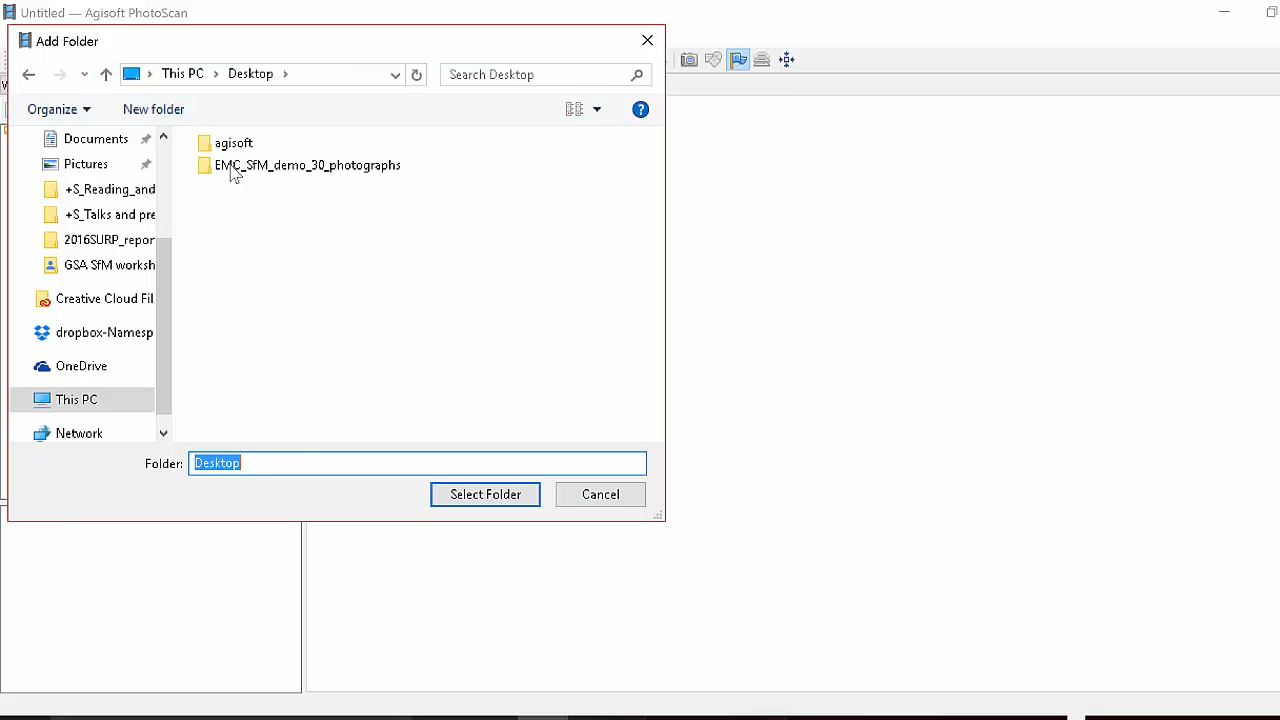 Untitled — Agisoft PhotoScan
Add Folder
This PC
Desktop
Search Desktop
Organize
New folder
Documents
Pictures
+S_Reading_and
+S_Talks and pre
2016SURP_repor
GSA SfM worksh
Creative Cloud Fil
dropbox-Namesp
OneDrive
This PC
Network
agisoft
EMC_SfM_demo_30_photographs
Folder: Desktop
Select Folder
Cancel